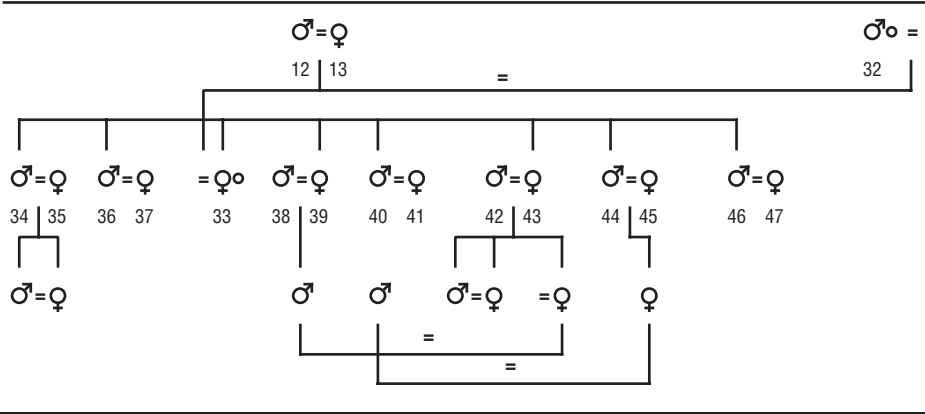 ♂=♀ ♂o =
12 13 = 32
♂=♀ ♂=♀ =♀o ♂=♀ ♂=♀ ♂=♀ ♂=♀ ♂=♀
34 35 36 37 33 38 39 40 41 42 43 44 45 46 47
♂=♀ ♂ ♂ ♂=♀ =♀ ♀
=
=